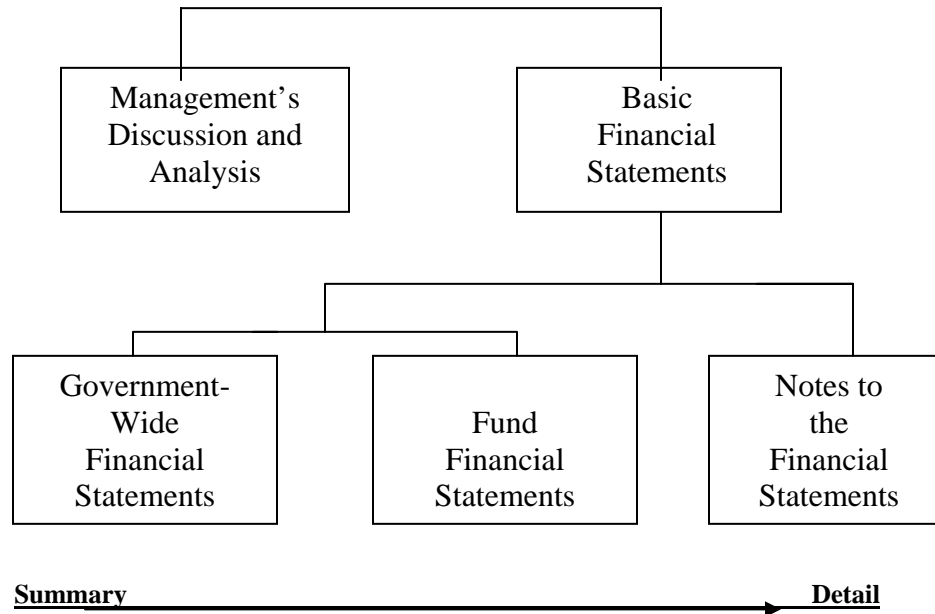 Management’s
Discussion and
Analysis
Basic
Financial
Statements
Government-
Wide
Financial
Statements
Fund
Financial
Statements
Notes to
the
Financial
Statements
Summary Detail